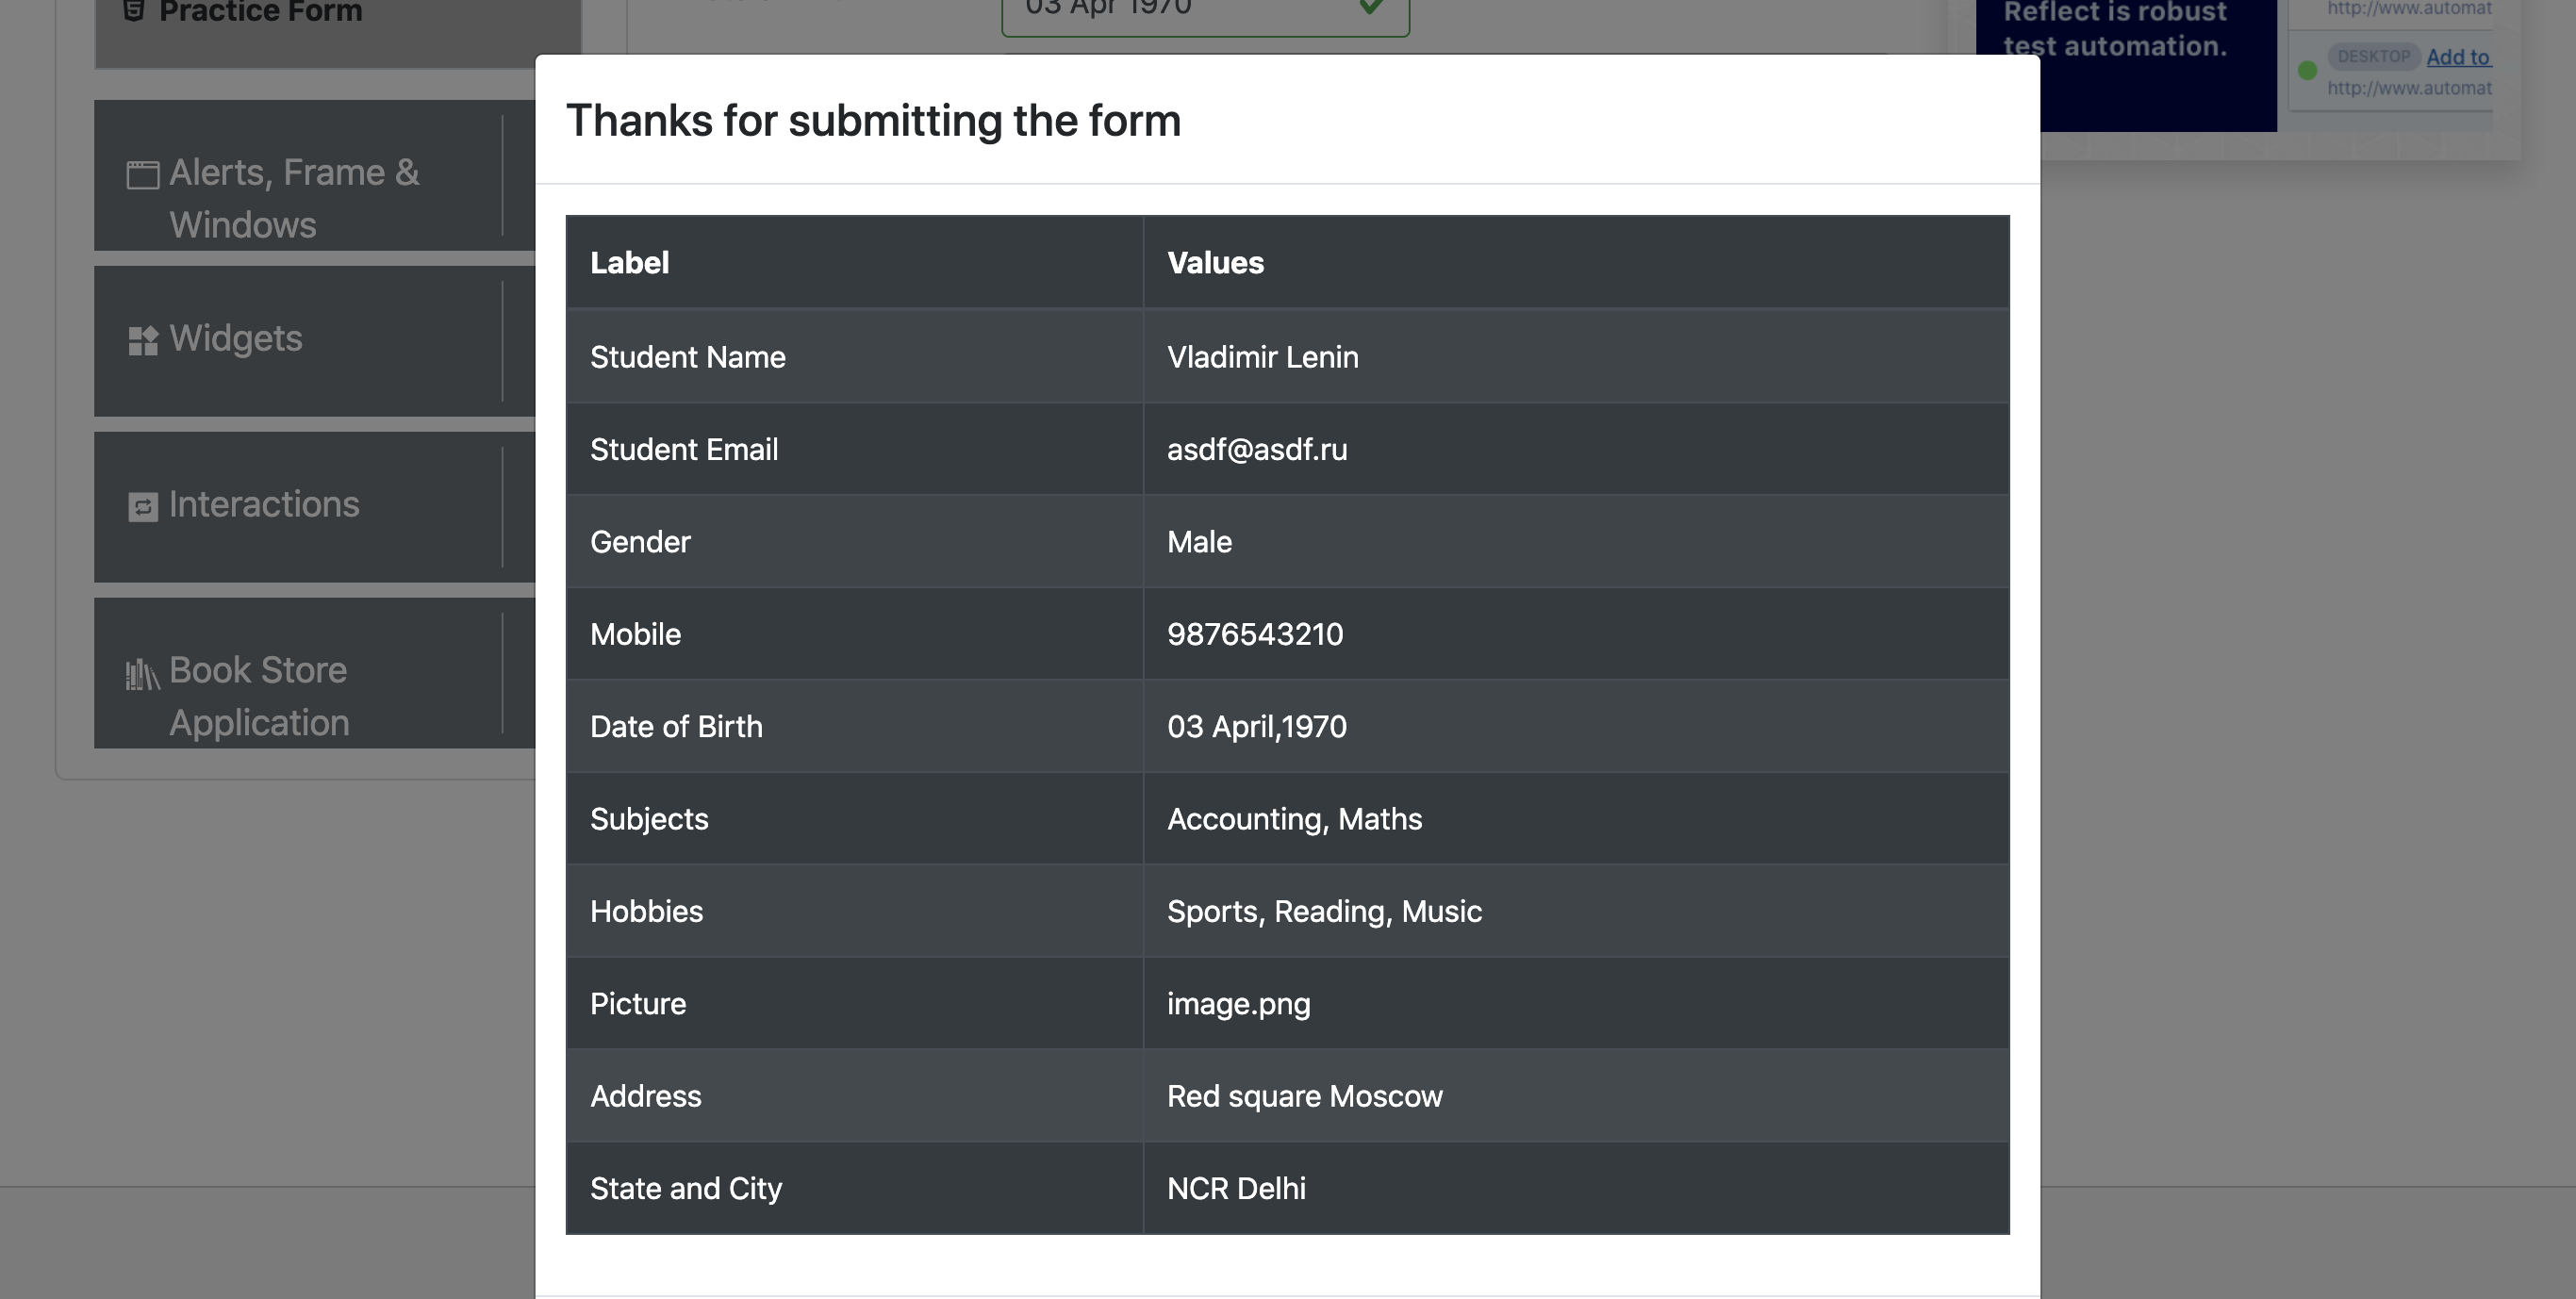 Practice Form
03 Apr 1970
Reflect is robust
test automation.
http://www.automat
DESKTOP Add to
http://www.automat
Thanks for submitting the form
Alerts, Frame &
Windows
Widgets
Interactions
Book Store
Application
Label Values
Student Name Vladimir Lenin
Student Email asdf@asdf.ru
Gender Male
Mobile 9876543210
Date of Birth 03 April,1970
Subjects Accounting, Maths
Hobbies Sports, Reading, Music
Picture image.png
Address Red square Moscow
State and City NCR Delhi